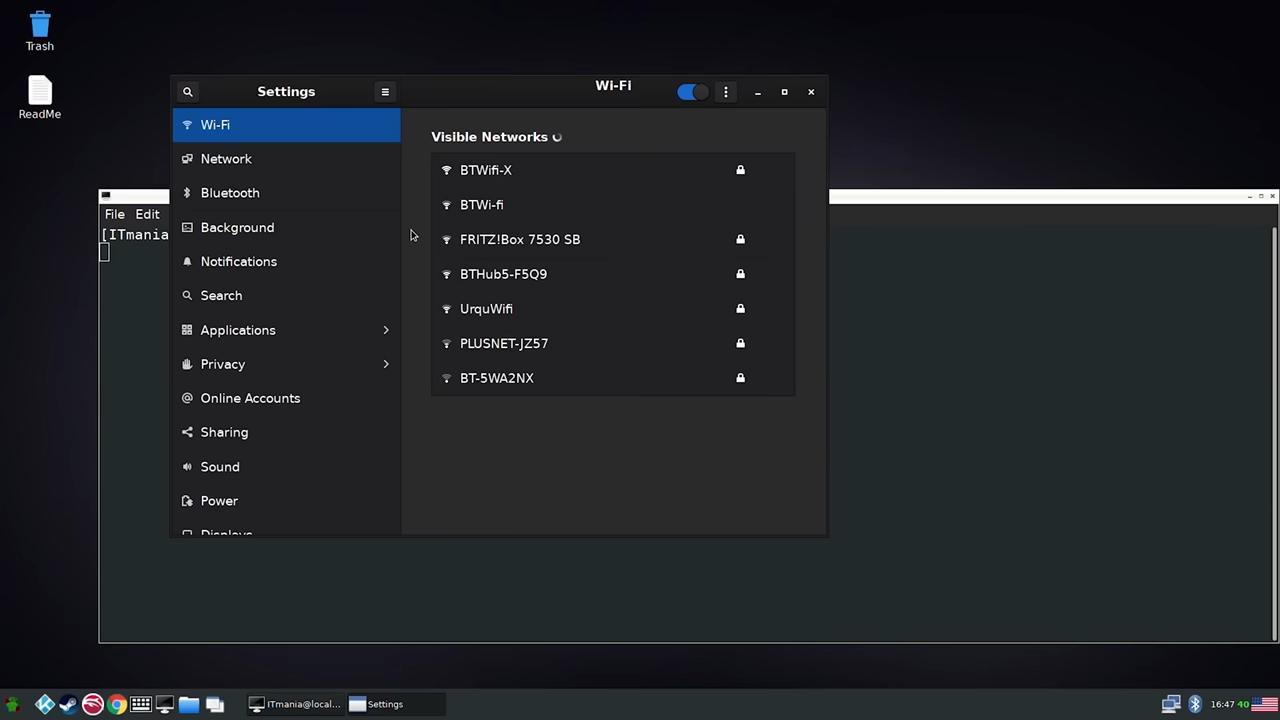 Trash
ReadMe
Settings
Wi-Fi
Wi-Fi
Network
Bluetooth
Background
Notifications
Search
Applications
Privacy
Online Accounts
Sharing
Sound
Power
Displays
Visible Networks
BTWifi-X
BTWi-fi
FRITZ!Box 7530 SB
BTHub5-F5Q9
UrquWifi
PLUSNET-JZ57
BT-5WA2NX
File Edit
[ITmania
ITmania@local...
Settings
16:47 40